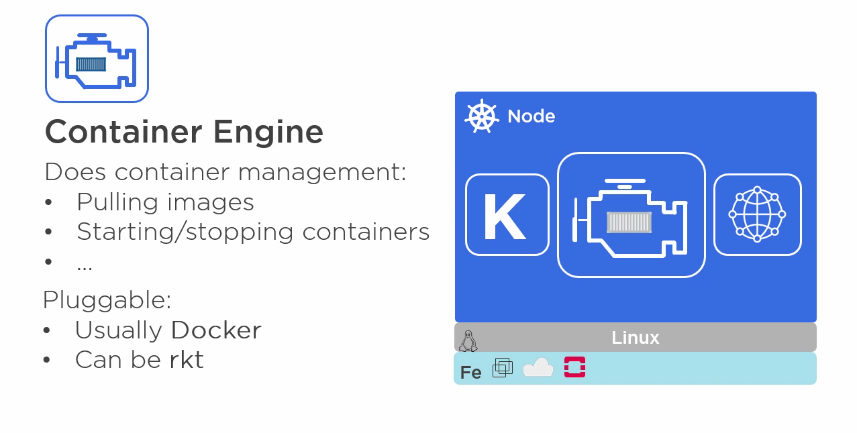 Container Engine
Does container management:
• Pulling images
• Starting/stopping containers
• ...
Pluggable:
• Usually Docker
• Can be rkt
Node
K
Linux
Fe